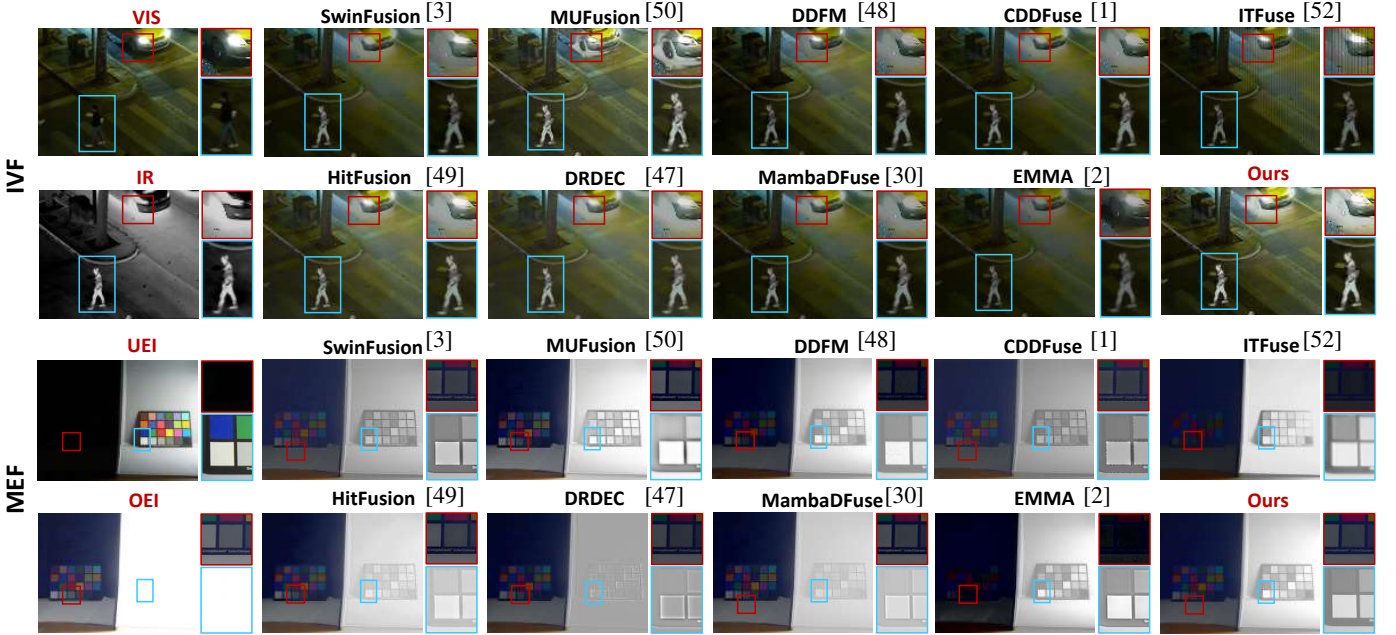 IVF
VIS
SwinFusion [3]
MUFusion [50]
DDFM [48]
CDDFuse [1]
ITFuse [52]
IR
HitFusion [49]
DRDEC [47]
MambaDFuse [30]
EMMA [2]
Ours
MEF
UEI
SwinFusion [3]
MUFusion [50]
DDFM [48]
CDDFuse [1]
ITFuse [52]
OEI
HitFusion [49]
DRDEC [47]
MambaDFuse [30]
EMMA [2]
Ours